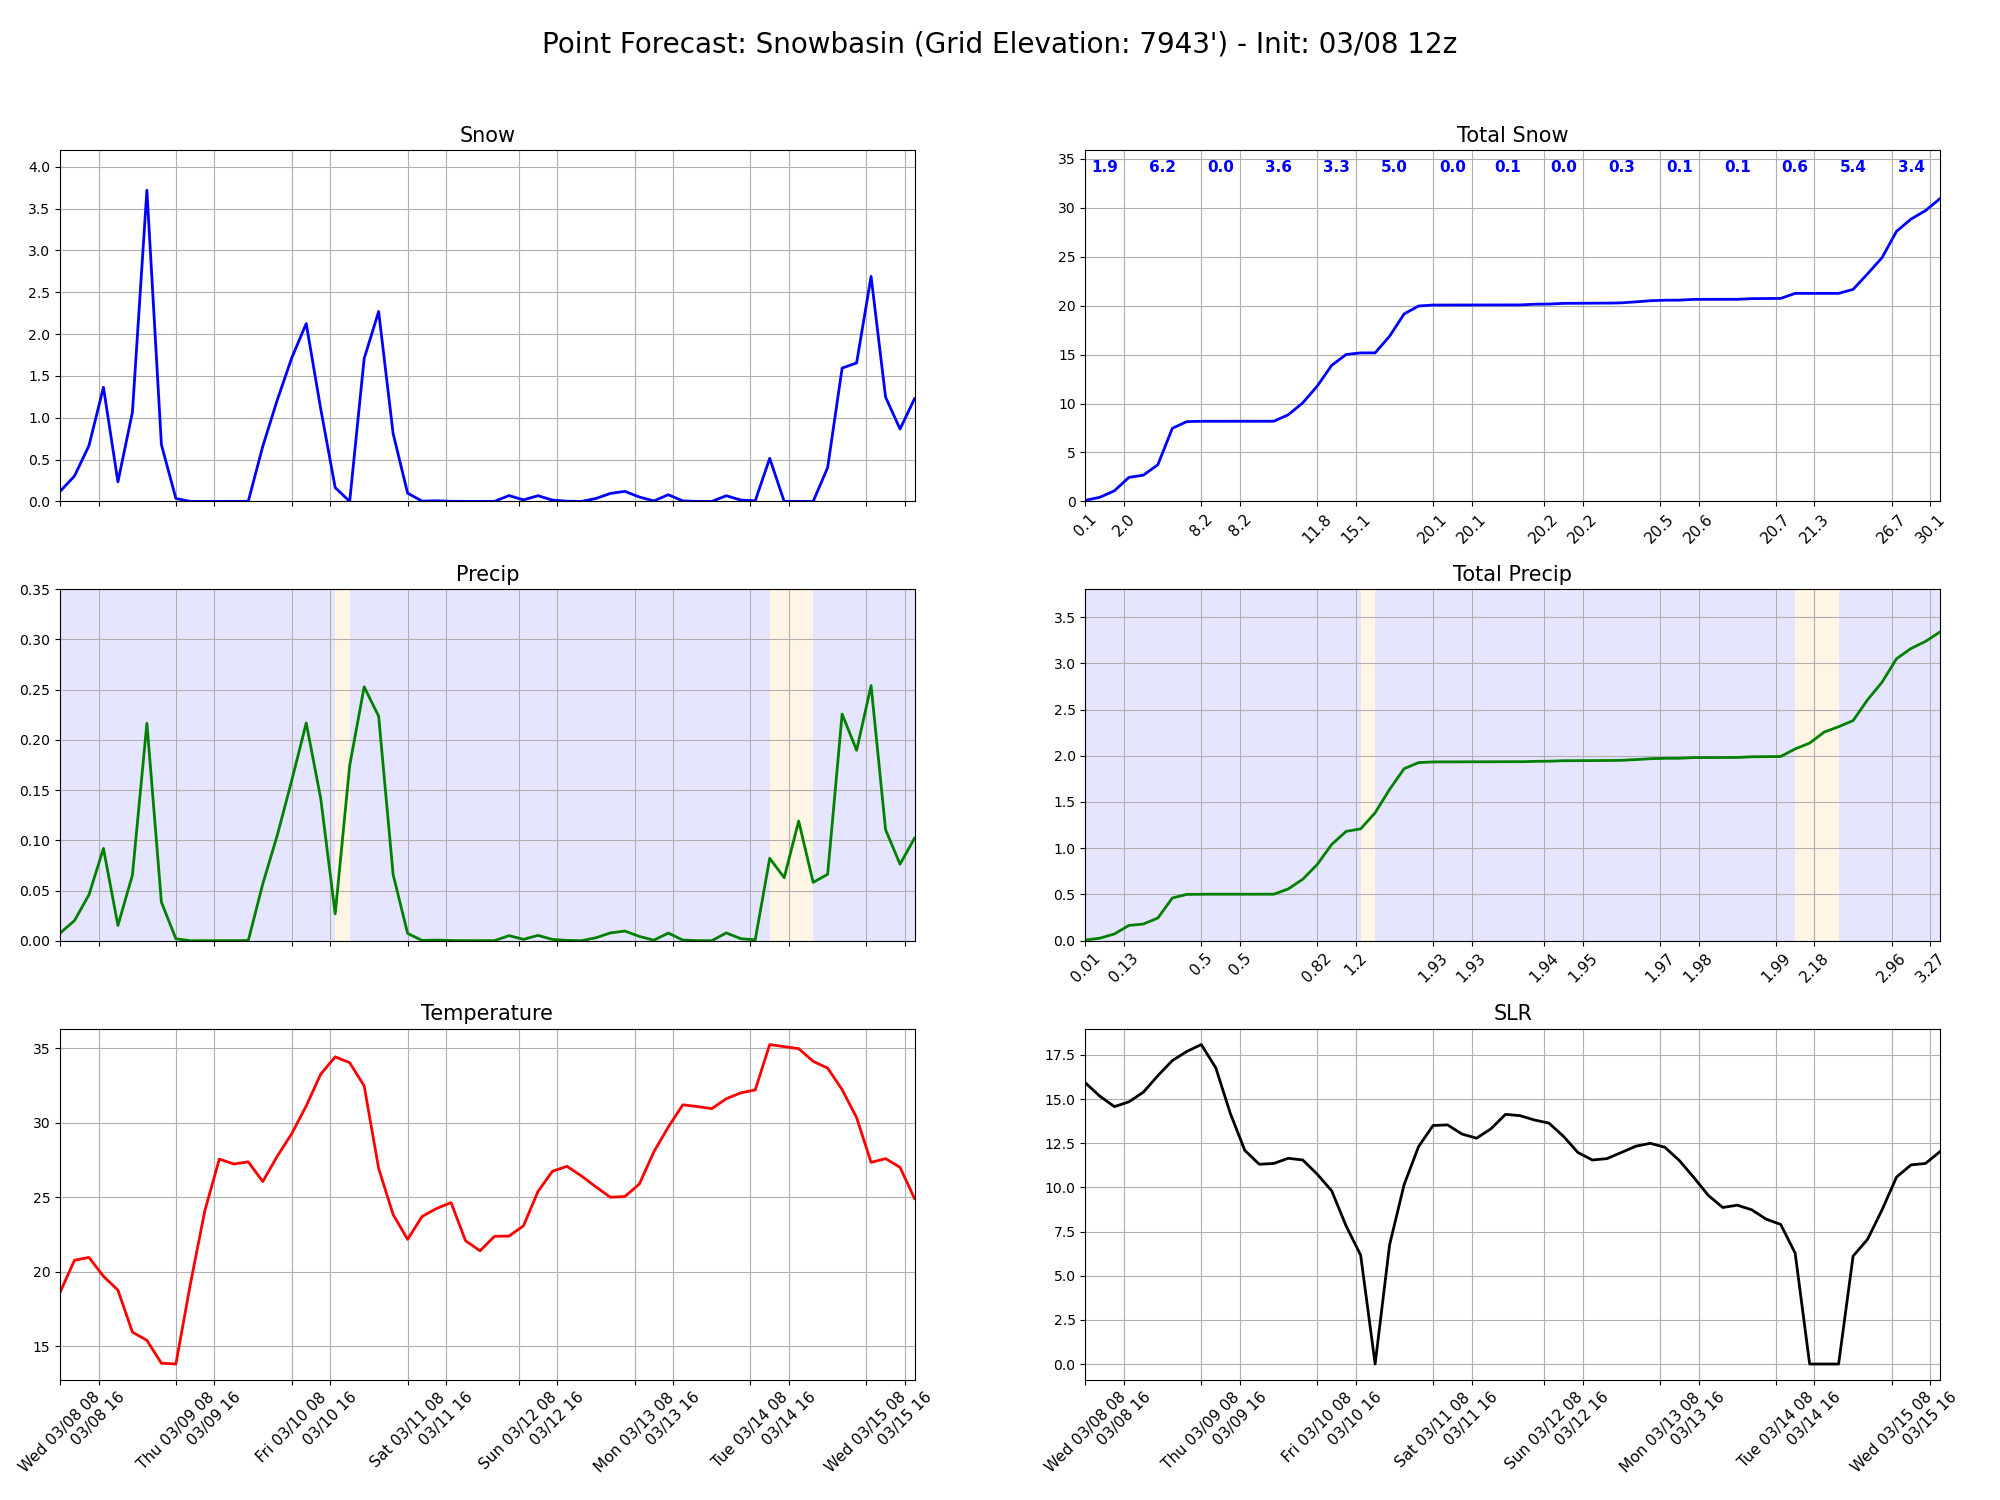 Point Forecast: Snowbasin (Grid Elevation: 7943') - Init: 03/08 12z
Snow
4.0
3.5
3.0
2.5
2.0
1.5
1.0
0.5
0.0
Total Snow
1.9 6.2 0.0 3.6 3.3 5.0 0.0 0.1 0.0 0.3 0.1 0.1 0.6 5.4 3.4
35
30
25
20
15
10
5
0
0.1 2.0 8.2 8.2 11.8 15.1 20.1 20.1 20.2 20.2 20.5 20.6 20.7 21.3 26.7 30.1
Precip
0.35
0.30
0.25
0.20
0.15
0.10
0.05
0.00
Total Precip
3.5
3.0
2.5
2.0
1.5
1.0
0.5
0.0
0.01 0.13 0.5 0.5 0.82 1.2 1.93 1.93 1.94 1.95 1.97 1.98 1.99 2.18 2.96 3.27
Temperature
35
30
25
20
15
Wed 03/08 08
03/08 16
Thu 03/09 08
03/09 16
Fri 03/10 08
03/10 16
Sat 03/11 08
03/11 16
Sun 03/12 08
03/12 16
Mon 03/13 08
03/13 16
Tue 03/14 08
03/14 16
Wed 03/15 08
03/15 16
SLR
17.5
15.0
12.5
10.0
7.5
5.0
2.5
0.0
Wed 03/08 08
03/08 16
Thu 03/09 08
03/09 16
Fri 03/10 08
03/10 16
Sat 03/11 08
03/11 16
Sun 03/12 08
03/12 16
Mon 03/13 08
03/13 16
Tue 03/14 08
03/14 16
Wed 03/15 08
03/15 16